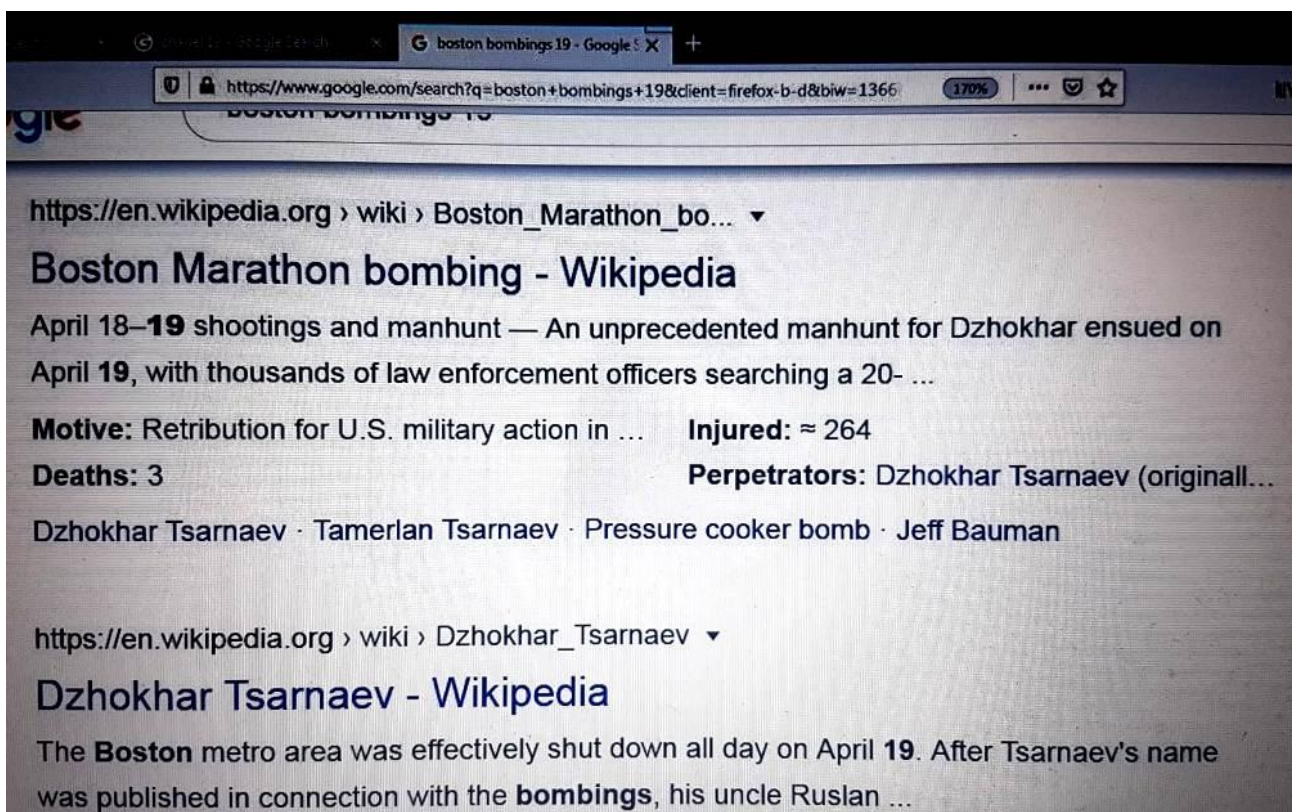 boston bombings 19 - Google S
https://www.google.com/search?q=boston+bombings+19&client=firefox-b-d&biw=1366
170%
https://en.wikipedia.org › wiki › Boston_Marathon_bo...
Boston Marathon bombing - Wikipedia
April 18–19 shootings and manhunt — An unprecedented manhunt for Dzhokhar ensued on
April 19, with thousands of law enforcement officers searching a 20- ...
Motive: Retribution for U.S. military action in ... Injured: ≈ 264
Deaths: 3 Perpetrators: Dzhokhar Tsarnaev (originall...
Dzhokhar Tsarnaev · Tamerlan Tsarnaev · Pressure cooker bomb · Jeff Bauman
https://en.wikipedia.org › wiki › Dzhokhar_Tsarnaev
Dzhokhar Tsarnaev - Wikipedia
The Boston metro area was effectively shut down all day on April 19. After Tsarnaev's name
was published in connection with the bombings, his uncle Ruslan ...